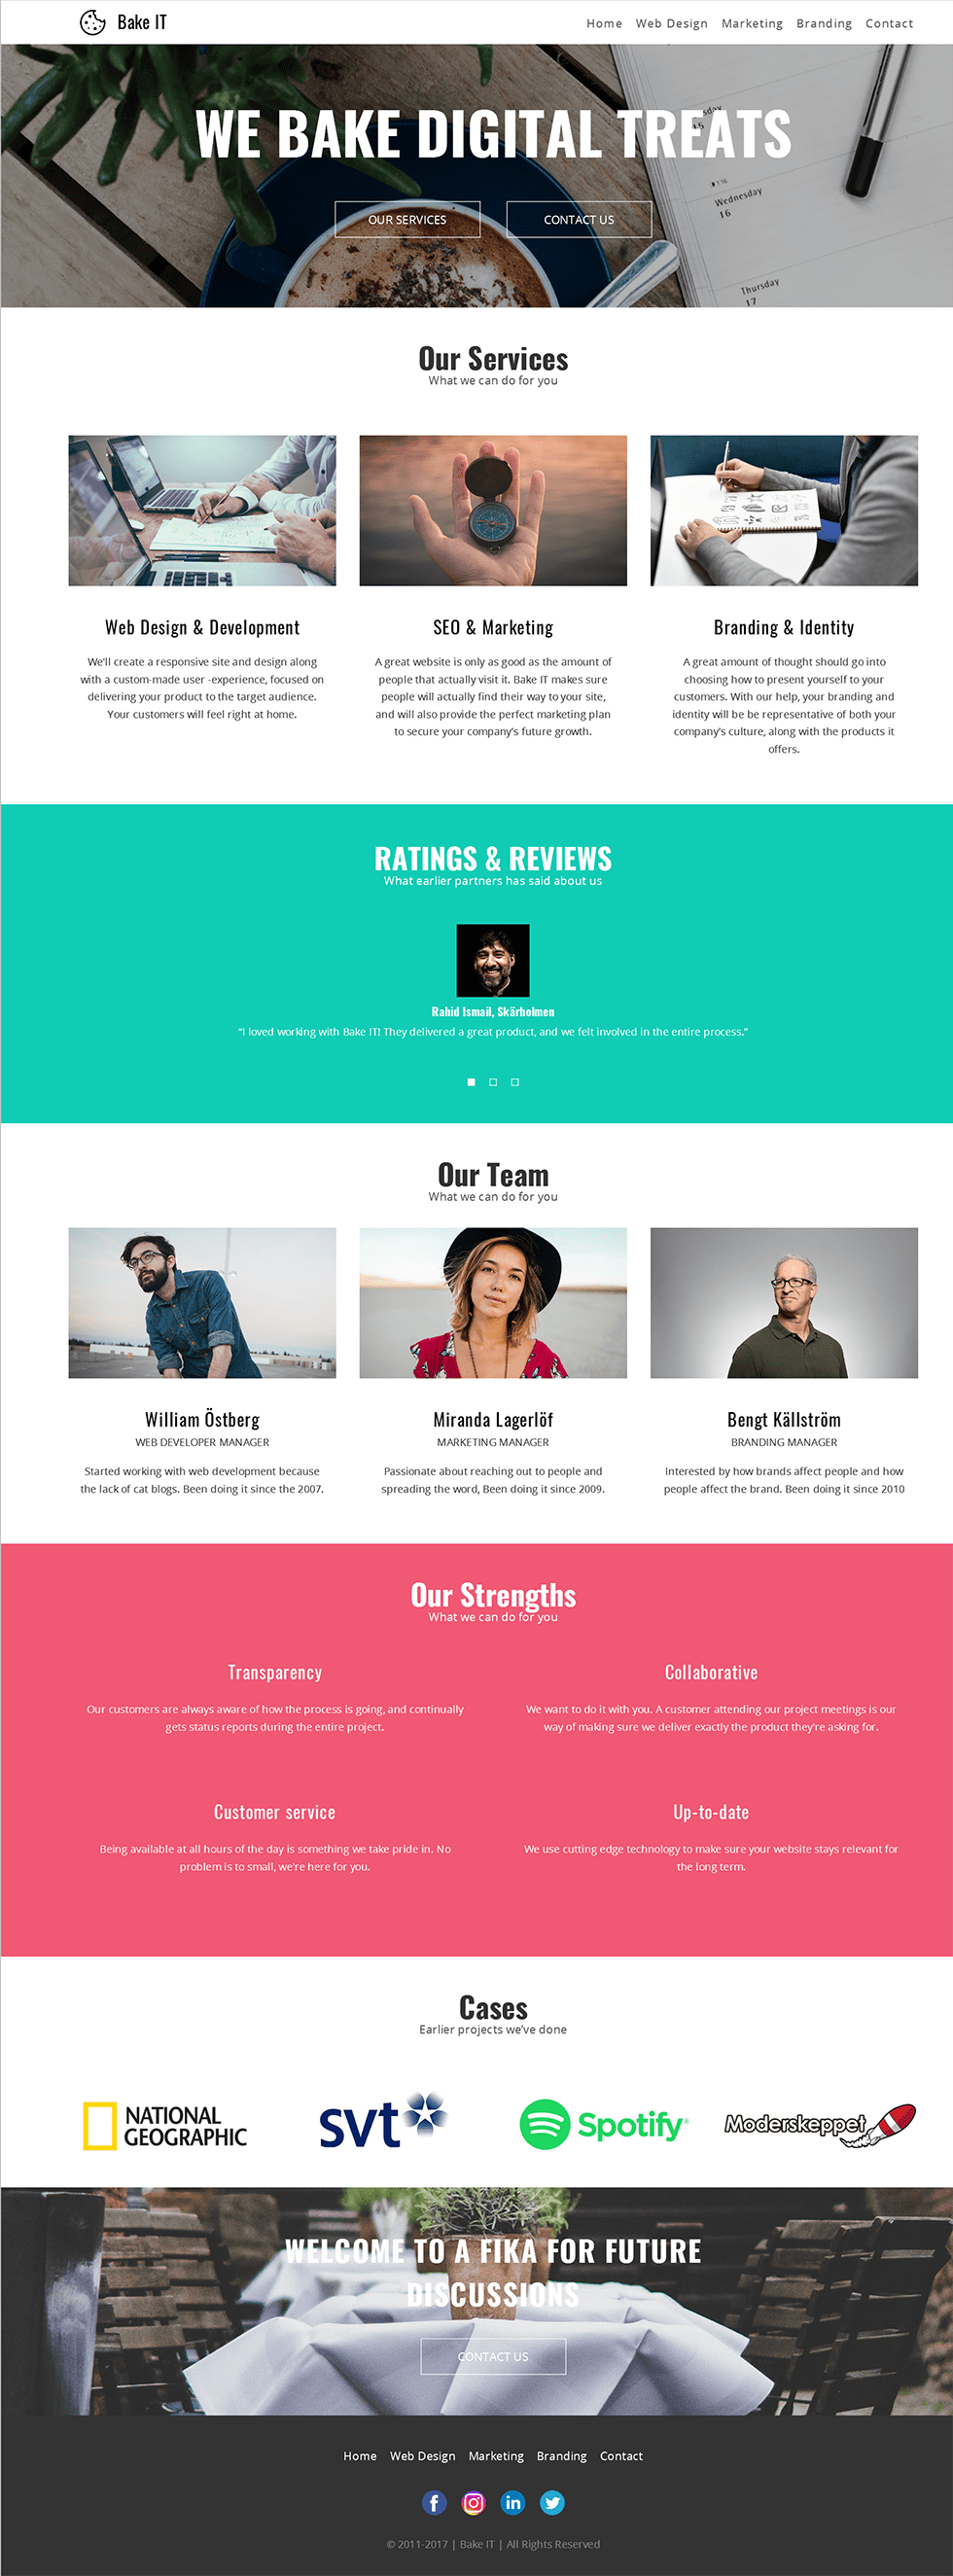 Bake IT
Home Web Design Marketing Branding Contact
WE BAKE DIGITAL TREATS
Wednesday
16
Thursday
17
OUR SERVICES CONTACT US
Our Services
What we can do for you
Web Design & Development
We'll create a responsive site and design along
with a custom-made user -experience, focused on
delivering your product to the target audience.
Your customers will feel right at home.
SEO & Marketing
A great website is only as good as the amount of
people that actually visit it. Bake IT makes sure
people will actually find their way to your site,
and will also provide the perfect marketing plan
to secure your company's future growth.
Branding & Identity
A great amount of thought should go into
choosing how to present yourself to your
customers. With our help, your branding and
identity will be be representative of both your
company's culture, along with the products it
offers.
RATINGS & REVIEWS
What earlier partners has said about us
Rahid Ismail, Skärholmen
“I loved working with Bake IT! They delivered a great product, and we felt involved in the entire process.”
Our Team
What we can do for you
William Östberg
WEB DEVELOPER MANAGER
Started working with web development because
the lack of cat blogs. Been doing it since the 2007.
Miranda Lagerlöf
MARKETING MANAGER
Passionate about reaching out to people and
spreading the word, Been doing it since 2009.
Bengt Källström
BRANDING MANAGER
Interested by how brands affect people and how
people affect the brand. Been doing it since 2010
Our Strengths
What we can do for you
Transparency
Our customers are always aware of how the process is going, and continually
gets status reports during the entire project.
Collaborative
We want to do it with you. A customer attending our project meetings is our
way of making sure we deliver exactly the product they're asking for.
Customer service
Being available at all hours of the day is something we take pride in. No
problem is to small, we're here for you.
Up-to-date
We use cutting edge technology to make sure your website stays relevant for
the long term.
Cases
Earlier projects we've done
NATIONAL
GEOGRAPHIC
svt
Spotify®
Moderskeppet
WELCOME TO A FIKA FOR FUTURE
DISCUSSIONS
CONTACT US
Home Web Design Marketing Branding Contact
© 2011-2017 | Bake IT | All Rights Reserved